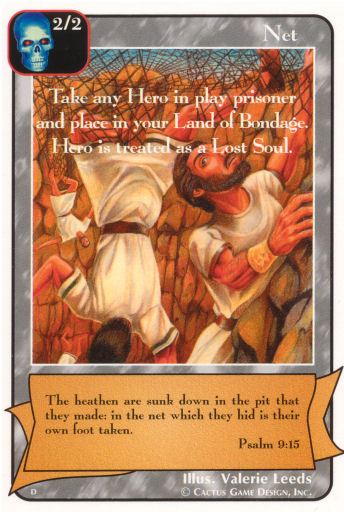 2/2
Net
Take any Hero in play prisoner
and place in your Land of Bondage.
Hero is treated as a Lost Soul.
The heathen are sunk down in the pit that
they made: in the net which they hid is their
own foot taken.
Psalm 9:15
Illus. Valerie Leeds
D
© Cactus Game Design, Inc.